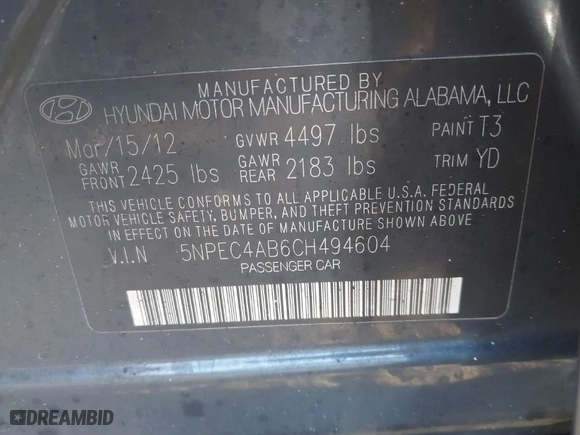 MANUFACTURED BY
HYUNDAI MOTOR MANUFACTURING ALABAMA, LLC
Mar/15/12 GVWR 4497 lbs PAINT T3
GAWR FRONT 2425 lbs GAWR REAR 2183 lbs TRIM YD
THIS VEHICLE CONFORMS TO ALL APPLICABLE U.S.A. FEDERAL
MOTOR VEHICLE SAFETY, BUMPER, AND THEFT PREVENTION STANDARDS
IN EFFECT ON THE DATE OF MANUFACTURE SHOWN ABOVE.
V.I.N 5NPEC4AB6CH494604
PASSENGER CAR
DREAMBID